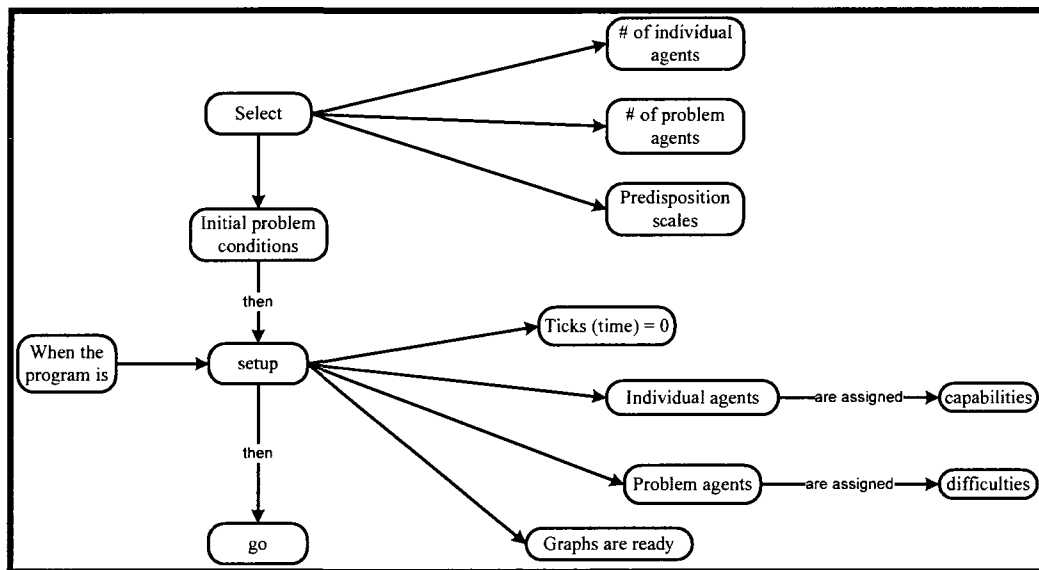 # of individual
agents
Select
# of problem
agents
Predisposition
scales
Initial problem
conditions
then
Ticks (time) = 0
When the
program is
setup
Individual agents
are assigned
capabilities
then
Problem agents
are assigned
difficulties
go
Graphs are ready